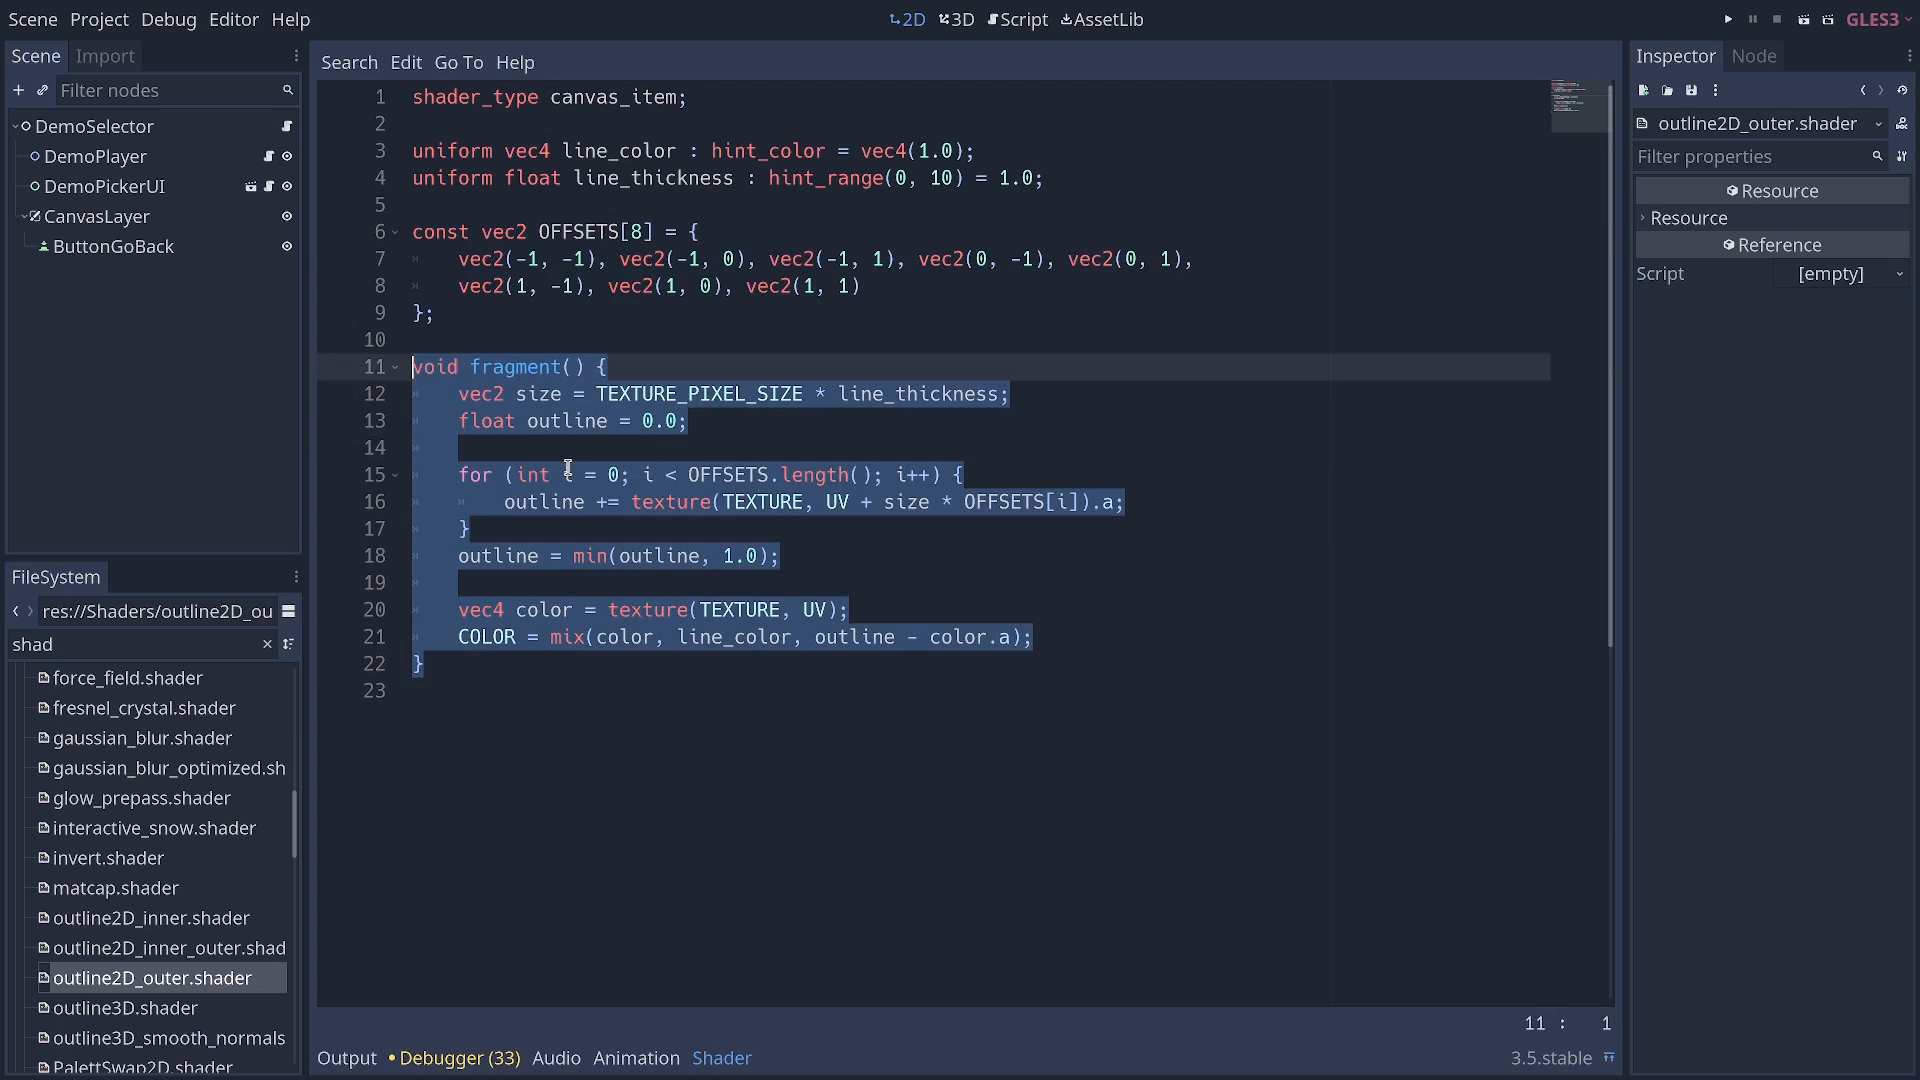 Scene Project Debug Editor Help
2D 3D Script AssetLib
GLES3
Scene Import
Filter nodes
DemoSelector
DemoPlayer
DemoPickerUI
CanvasLayer
ButtonGoBack
FileSystem
res://Shaders/outline2D_ou
shad
force_field.shader
fresnel_crystal.shader
gaussian_blur.shader
gaussian_blur_optimized.sh
glow_prepass.shader
interactive_snow.shader
invert.shader
matcap.shader
outline2D_inner.shader
outline2D_inner_outer.shad
outline2D_outer.shader
outline3D.shader
outline3D_smooth_normals
PalettSwap2D.shader
Search Edit Go To Help
1 shader_type canvas_item;
2
3 uniform vec4 line_color : hint_color = vec4(1.0);
4 uniform float line_thickness : hint_range(0, 10) = 1.0;
5
6 const vec2 OFFSETS[8] = {
7 vec2(-1, -1), vec2(-1, 0), vec2(-1, 1), vec2(0, -1), vec2(0, 1),
8 vec2(1, -1), vec2(1, 0), vec2(1, 1)
9 };
10
11 void fragment() {
12 vec2 size = TEXTURE_PIXEL_SIZE * line_thickness;
13 float outline = 0.0;
14
15 for (int i = 0; i < OFFSETS.length(); i++) {
16 outline += texture(TEXTURE, UV + size * OFFSETS[i]).a;
17 }
18 outline = min(outline, 1.0);
19
20 vec4 color = texture(TEXTURE, UV);
21 COLOR = mix(color, line_color, outline - color.a);
22 }
23
11 : 1
Output Debugger (33) Audio Animation Shader
3.5.stable
Inspector Node
outline2D_outer.shader
Filter properties
Resource
Resource
Reference
Script [empty]